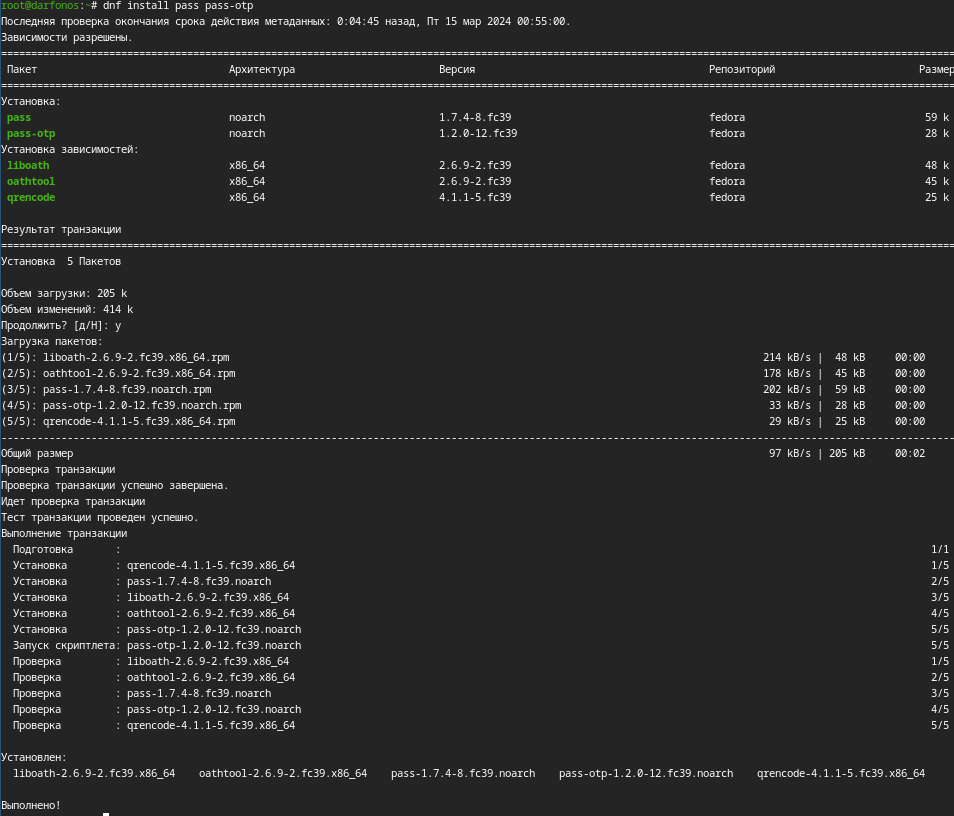 root@darfonos:~# dnf install pass pass-otp
Последняя проверка окончания срока действия метаданных: 0:04:45 назад, Пт 15 мар 2024 00:55:00.
Зависимости разрешены.
Пакет Архитектура Версия Репозиторий Размер
Установка:
pass noarch 1.7.4-8.fc39 fedora 59 k
pass-otp noarch 1.2.0-12.fc39 fedora 28 k
Установка зависимостей:
liboath x86_64 2.6.9-2.fc39 fedora 48 k
oathtool x86_64 2.6.9-2.fc39 fedora 45 k
qrencode x86_64 4.1.1-5.fc39 fedora 25 k
Результат транзакции
Установка  5 Пакетов
Объем загрузки: 205 k
Объем изменений: 414 k
Продолжить? [д/Н]: y
Загрузка пакетов:
(1/5): liboath-2.6.9-2.fc39.x86_64.rpm 214 kB/s |  48 kB 00:00
(2/5): oathtool-2.6.9-2.fc39.x86_64.rpm 178 kB/s |  45 kB 00:00
(3/5): pass-1.7.4-8.fc39.noarch.rpm 202 kB/s |  59 kB 00:00
(4/5): pass-otp-1.2.0-12.fc39.noarch.rpm 33 kB/s |  28 kB 00:00
(5/5): qrencode-4.1.1-5.fc39.x86_64.rpm 29 kB/s |  25 kB 00:00
Общий размер 97 kB/s | 205 kB 00:02
Проверка транзакции
Проверка транзакции успешно завершена.
Идет проверка транзакции
Тест транзакции проведен успешно.
Выполнение транзакции
Подготовка : 1/1
Установка : qrencode-4.1.1-5.fc39.x86_64 1/5
Установка : pass-1.7.4-8.fc39.noarch 2/5
Установка : liboath-2.6.9-2.fc39.x86_64 3/5
Установка : oathtool-2.6.9-2.fc39.x86_64 4/5
Установка : pass-otp-1.2.0-12.fc39.noarch 5/5
Запуск скриптлета: pass-otp-1.2.0-12.fc39.noarch 5/5
Проверка : liboath-2.6.9-2.fc39.x86_64 1/5
Проверка : oathtool-2.6.9-2.fc39.x86_64 2/5
Проверка : pass-1.7.4-8.fc39.noarch 3/5
Проверка : pass-otp-1.2.0-12.fc39.noarch 4/5
Проверка : qrencode-4.1.1-5.fc39.x86_64 5/5
Установлен:
liboath-2.6.9-2.fc39.x86_64 oathtool-2.6.9-2.fc39.x86_64 pass-1.7.4-8.fc39.noarch pass-otp-1.2.0-12.fc39.noarch qrencode-4.1.1-5.fc39.x86_64
Выполнено!